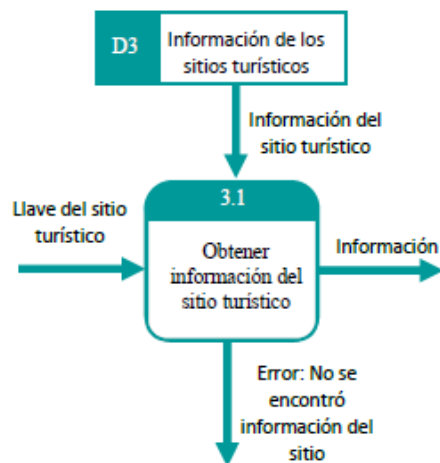 D3
Información de los
sitios turísticos
Información del
sitio turístico
Llave del sitio
turístico
3.1
Obtener
información del
sitio turístico
Información
Error: No se
encontró
información del
sitio